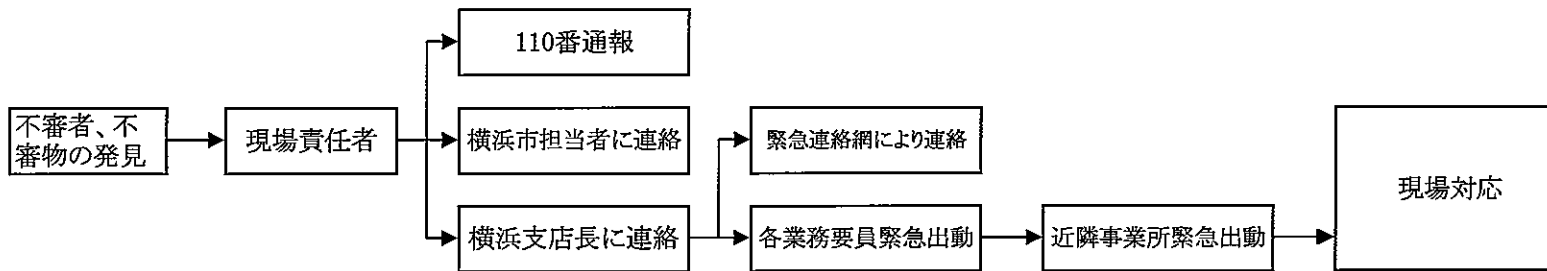 110番通報
不審者、不
審物の発見
現場責任者
横浜市担当者に連絡
緊急連絡網により連絡
現場対応
横浜支店長に連絡
各業務要員緊急出動
近隣事業所緊急出動